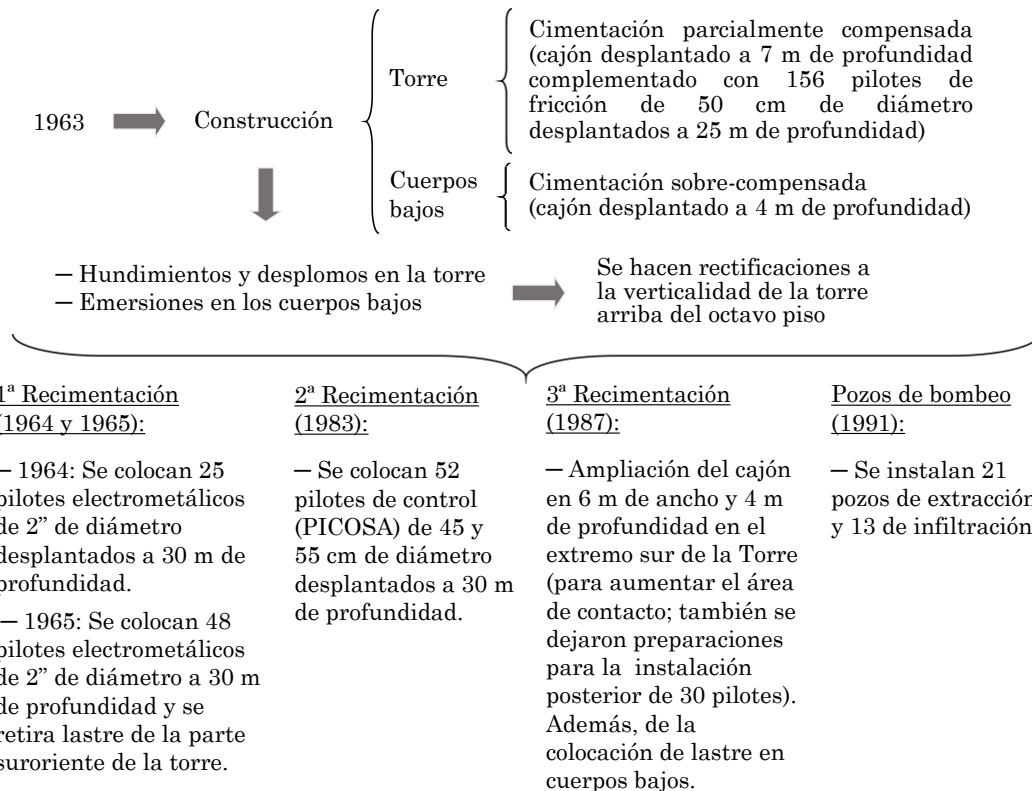 1963
Construcción
Torre
Cimentación parcialmente compensada
(cajón desplantado a 7 m de profundidad
complementado con 156 pilotes de
fricción de 50 cm de diámetro
desplantados a 25 m de profundidad)
Cuerpos
bajos
Cimentación sobre-compensada
(cajón desplantado a 4 m de profundidad)
– Hundimientos y desplomos en la torre
– Emersiones en los cuerpos bajos
Se hacen rectificaciones a
la verticalidad de la torre
arriba del octavo piso
1ª Recimentación
(1964 y 1965):
– 1964: Se colocan 25
pilotes electrometálicos
de 2” de diámetro
desplantados a 30 m de
profundidad.
– 1965: Se colocan 48
pilotes electrometálicos
de 2” de diámetro a 30 m
de profundidad y se
retira lastre de la parte
suroriente de la torre.
2ª Recimentación
(1983):
– Se colocan 52
pilotes de control
(PICOSA) de 45 y
55 cm de diámetro
desplantados a 30 m
de profundidad.
3ª Recimentación
(1987):
– Ampliación del cajón
en 6 m de ancho y 4 m
de profundidad en el
extremo sur de la Torre
(para aumentar el área
de contacto; también se
dejaron preparaciones
para la instalación
posterior de 30 pilotes).
Además, de la
colocación de lastre en
cuerpos bajos.
Pozos de bombeo
(1991):
– Se instalan 21
pozos de extracción
y 13 de infiltración